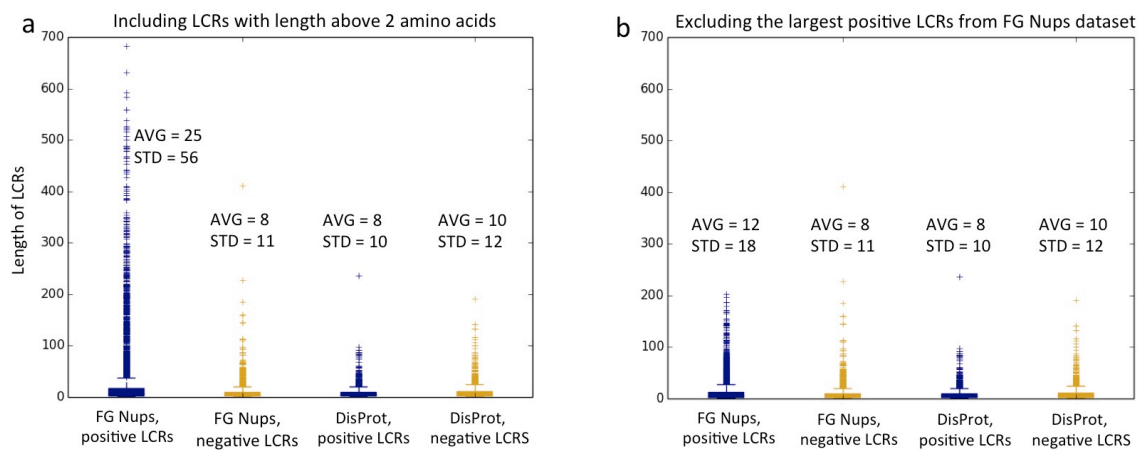 a
Including LCRs with length above 2 amino acids
700
600
500
400
300
200
100
0
Length of LCRs
AVG = 25
STD = 56
AVG = 8
STD = 11
AVG = 8
STD = 10
AVG = 10
STD = 12
FG Nups,
positive LCRs
FG Nups,
negative LCRs
DisProt,
positive LCRs
DisProt,
negative LCRS
b
Excluding the largest positive LCRs from FG Nups dataset
700
600
500
400
300
200
100
0
AVG = 12
STD = 18
AVG = 8
STD = 11
AVG = 8
STD = 10
AVG = 10
STD = 12
FG Nups,
positive LCRs
FG Nups,
negative LCRs
DisProt,
positive LCRs
DisProt,
negative LCRS